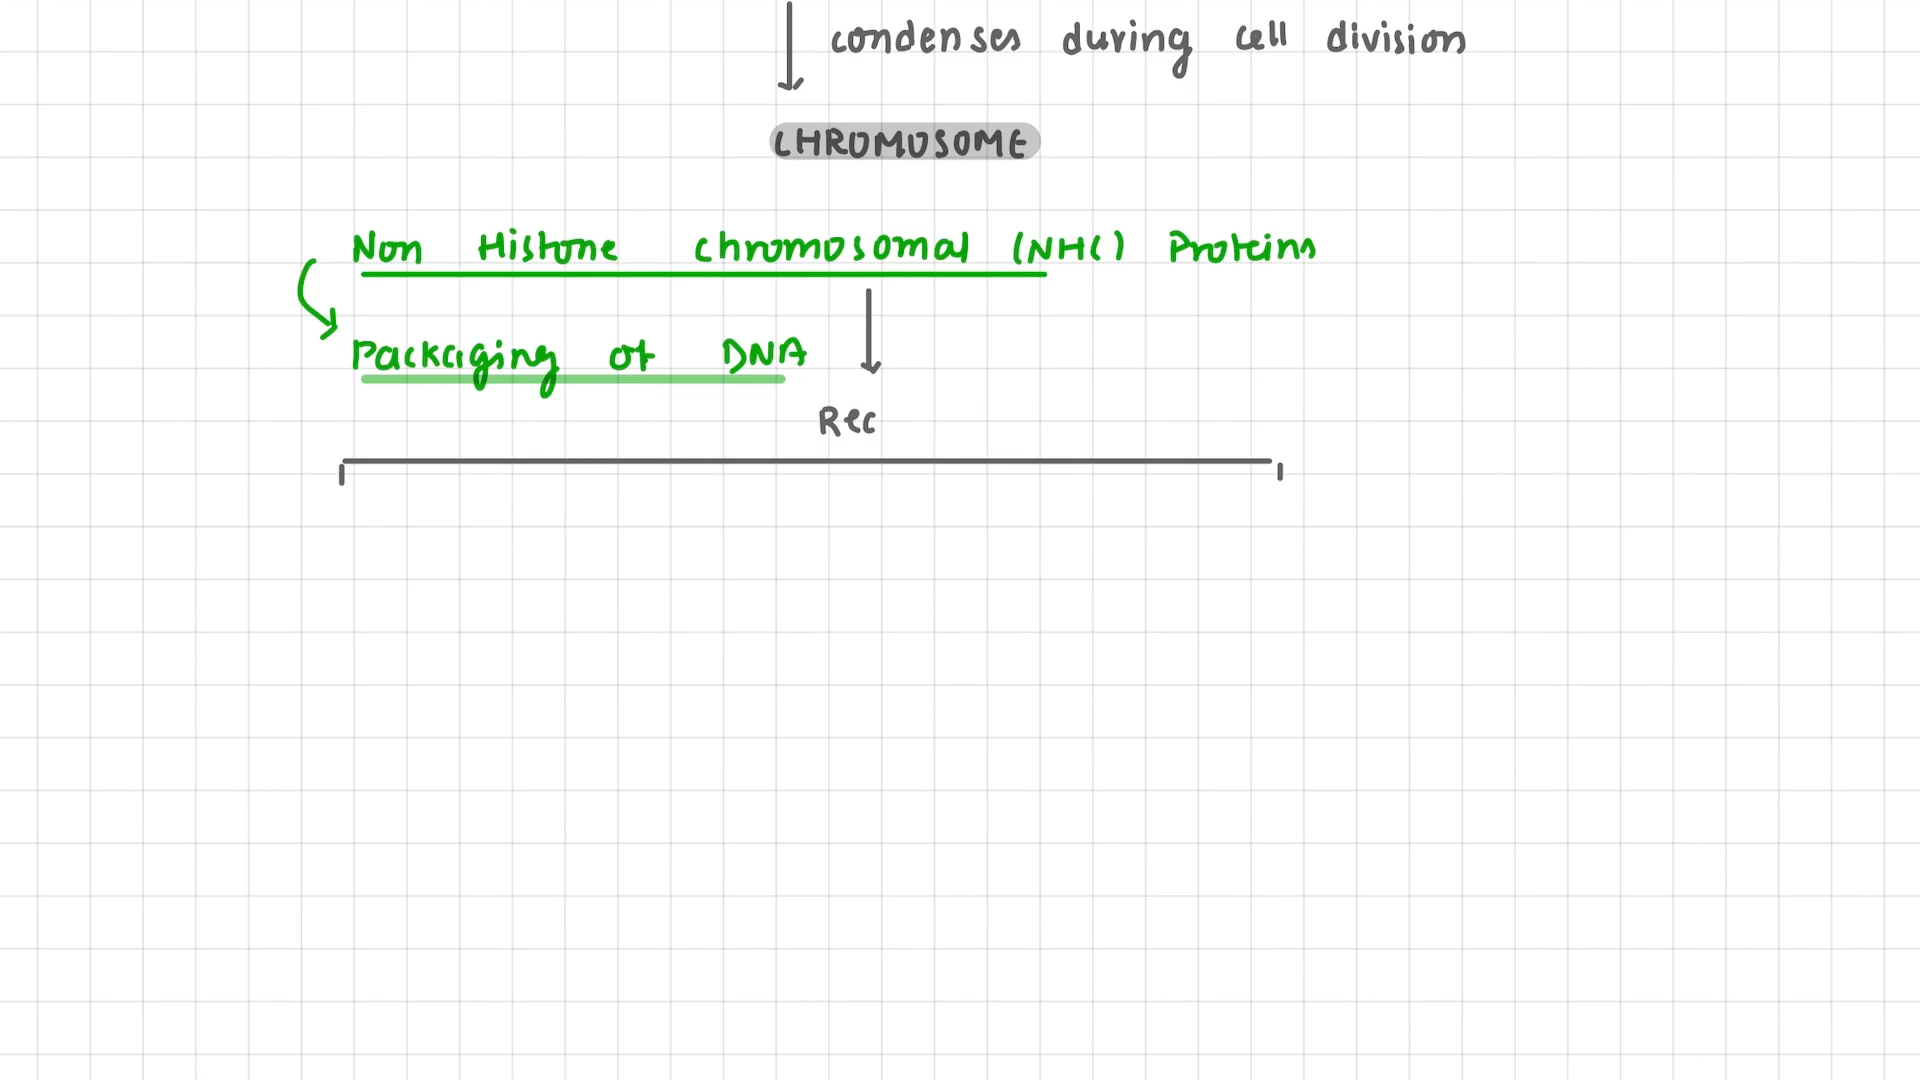 condenses during cell division
CHROMOSOME
Non Histone Chromosomal (NHC) Proteins
Packaging of DNA
Rec